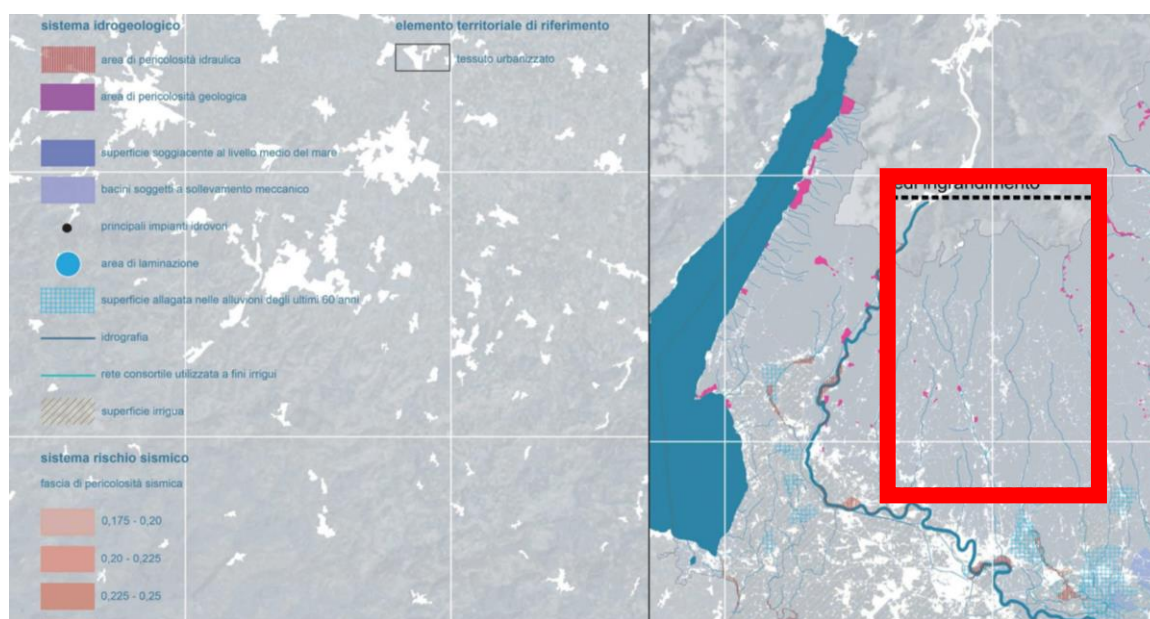 sistema idrogeologico
area di pericolosità idraulica
area di pericolosità geologica
superficie soggiacente al livello medio del mare
bacini soggetti a sollevamento meccanico
principali impianti idrovori
area di laminazione
superficie allagata nelle alluvioni degli ultimi 60 anni
idrografia
rete consortile utilizzata a fini irrigui
superficie irrigua
sistema rischio sismico
fascia di pericolosità sismica
0,175 - 0,20
0,20 - 0,225
0,225 - 0,25
elemento territoriale di riferimento
tessuto urbanizzato
edi ingrandimento